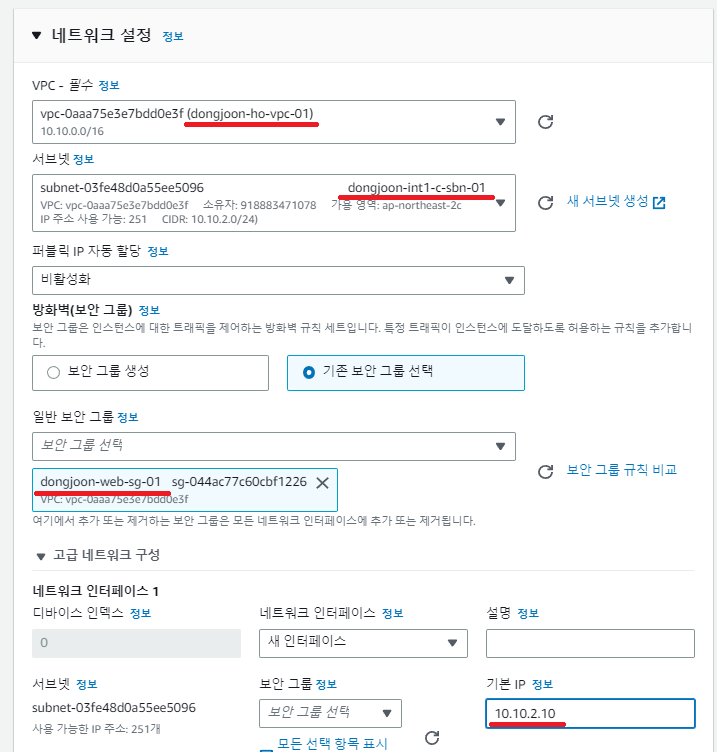 ▼ 네트워크 설정 정보
VPC - 필수 정보
vpc-0aaa75e3e7bdd0e3f (dongjoon-ho-vpc-01)
10.10.0.0/16
서브넷 정보
subnet-03fe48d0a55ee5096 dongjoon-int1-c-sbn-01
VPC: vpc-0aaa75e3e7bdd0e3f 소유자: 918883471078 가용 영역: ap-northeast-2c
IP 주소 사용 가능: 251 CIDR: 10.10.2.0/24)
새 서브넷 생성
퍼블릭 IP 자동 할당 정보
비활성화
방화벽(보안 그룹) 정보
보안 그룹은 인스턴스에 대한 트래픽을 제어하는 방화벽 규칙 세트입니다. 특정 트래픽이 인스턴스에 도달하도록 허용하는 규칙을 추가합니
다.
보안 그룹 생성 기존 보안 그룹 선택
일반 보안 그룹 정보
보안 그룹 선택
보안 그룹 규칙 비교
dongjoon-web-sg-01 sg-044ac77c60cbf1226
VPC: vpc-0aaa75e3e7bdd0e3f
여기에서 추가 또는 제거하는 보안 그룹은 모든 네트워크 인터페이스에 추가 또는 제거됩니다.
▼ 고급 네트워크 구성
네트워크 인터페이스 1
디바이스 인덱스 정보 네트워크 인터페이스 정보 설명 정보
0 새 인터페이스
서브넷 정보 보안 그룹 정보 기본 IP 정보
subnet-03fe48d0a55ee5096 보안 그룹 선택 10.10.2.10
사용 가능한 IP 주소: 251개
모든 선택 항목 표시